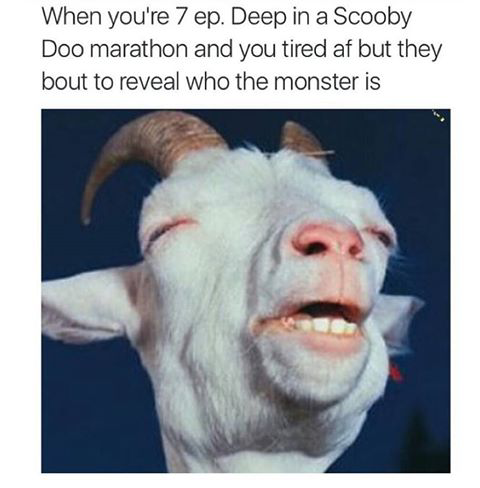 When you're 7 ep. Deep in a Scooby
Doo marathon and you tired af but they
bout to reveal who the monster is